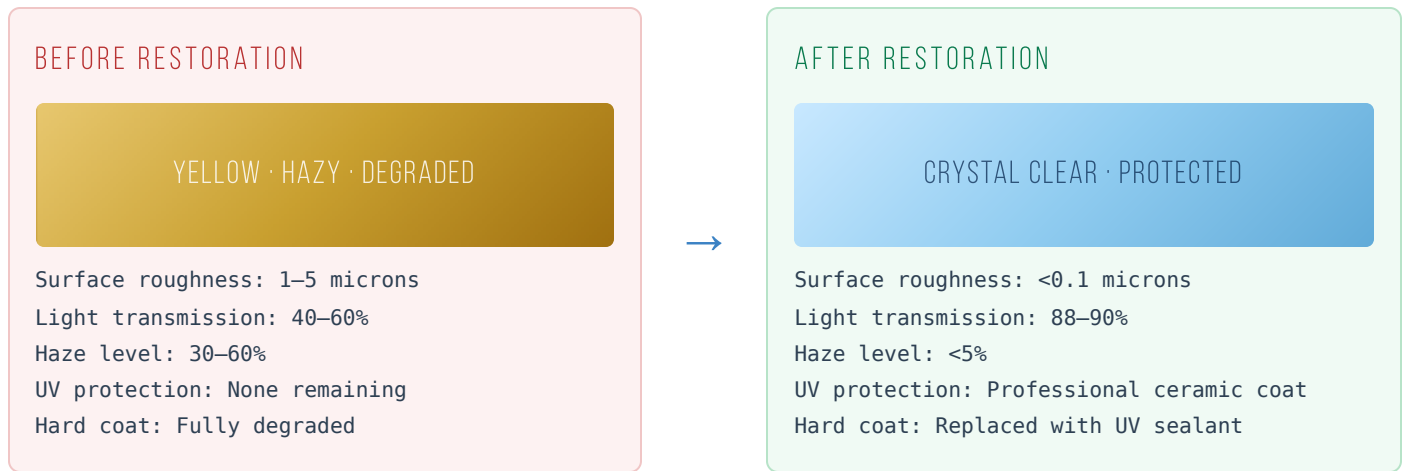 BEFORE RESTORATION
YELLOW · HAZY · DEGRADED
Surface roughness: 1–5 microns
Light transmission: 40–60%
Haze level: 30–60%
UV protection: None remaining
Hard coat: Fully degraded
→
AFTER RESTORATION
CRYSTAL CLEAR · PROTECTED
Surface roughness: <0.1 microns
Light transmission: 88–90%
Haze level: <5%
UV protection: Professional ceramic coat
Hard coat: Replaced with UV sealant